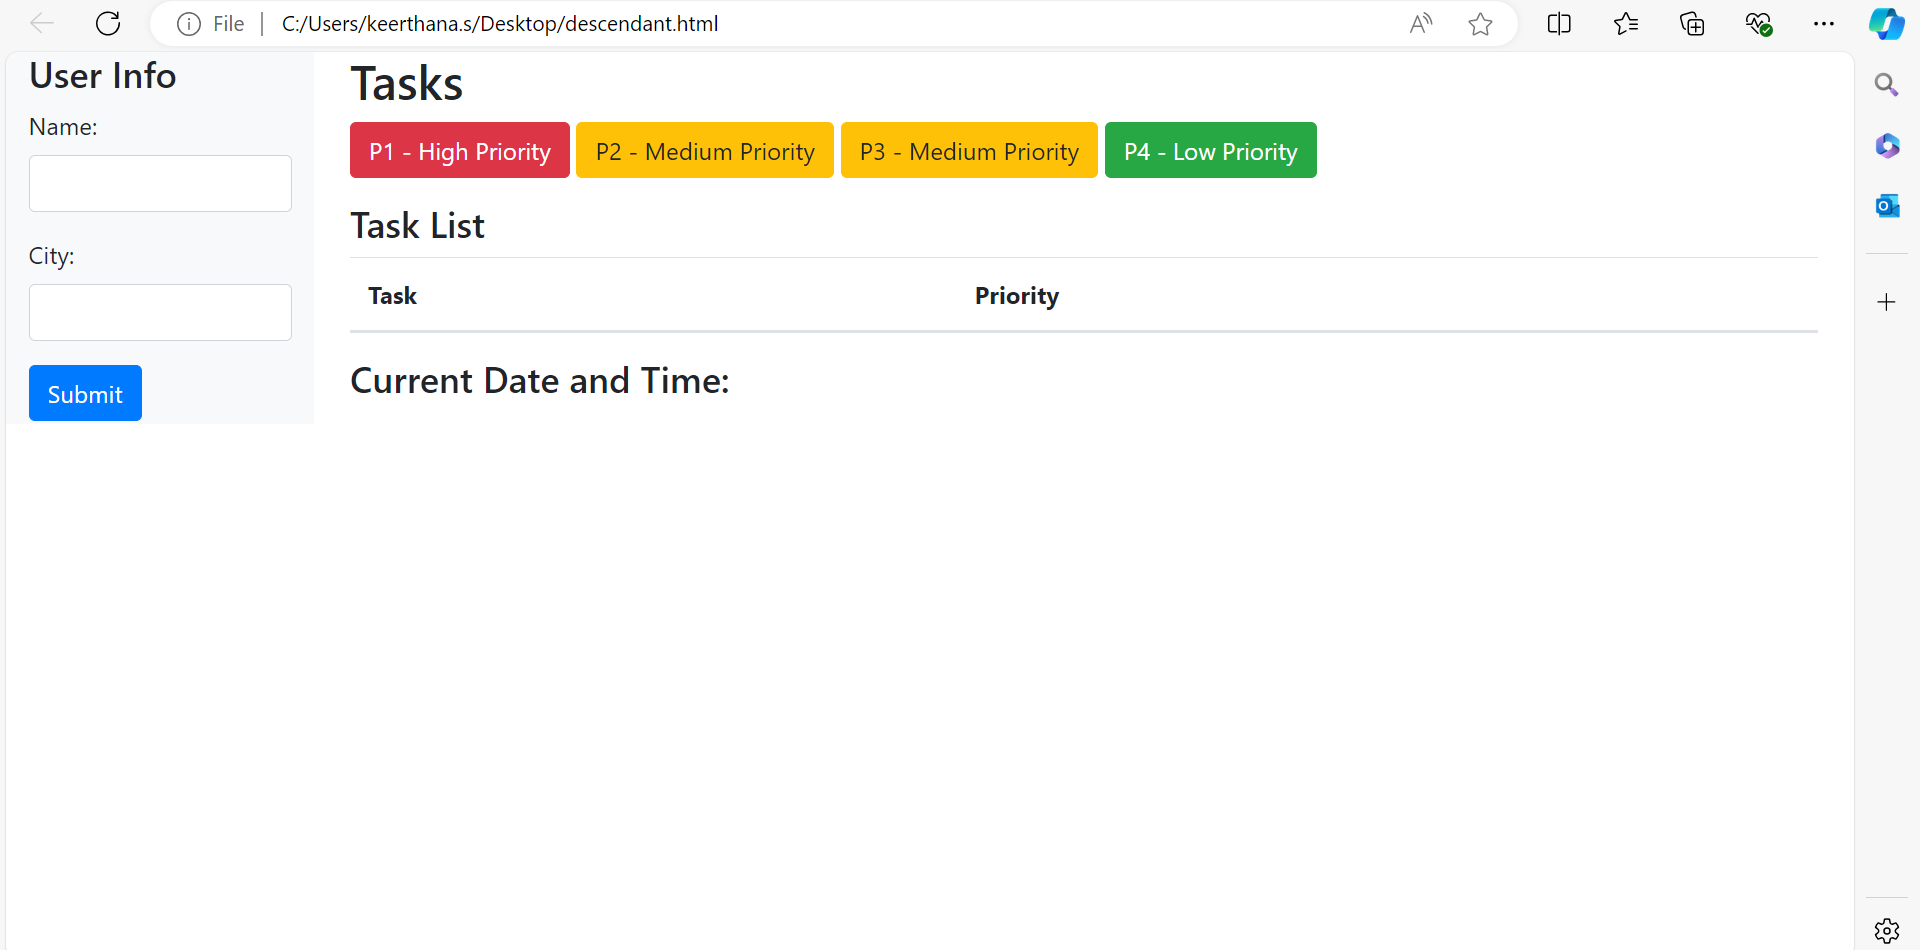 File C:/Users/keerthana.s/Desktop/descendant.html
User Info
Name:
City:
Submit
Tasks
P1 - High Priority P2 - Medium Priority P3 - Medium Priority P4 - Low Priority
Task List
Task Priority
Current Date and Time: